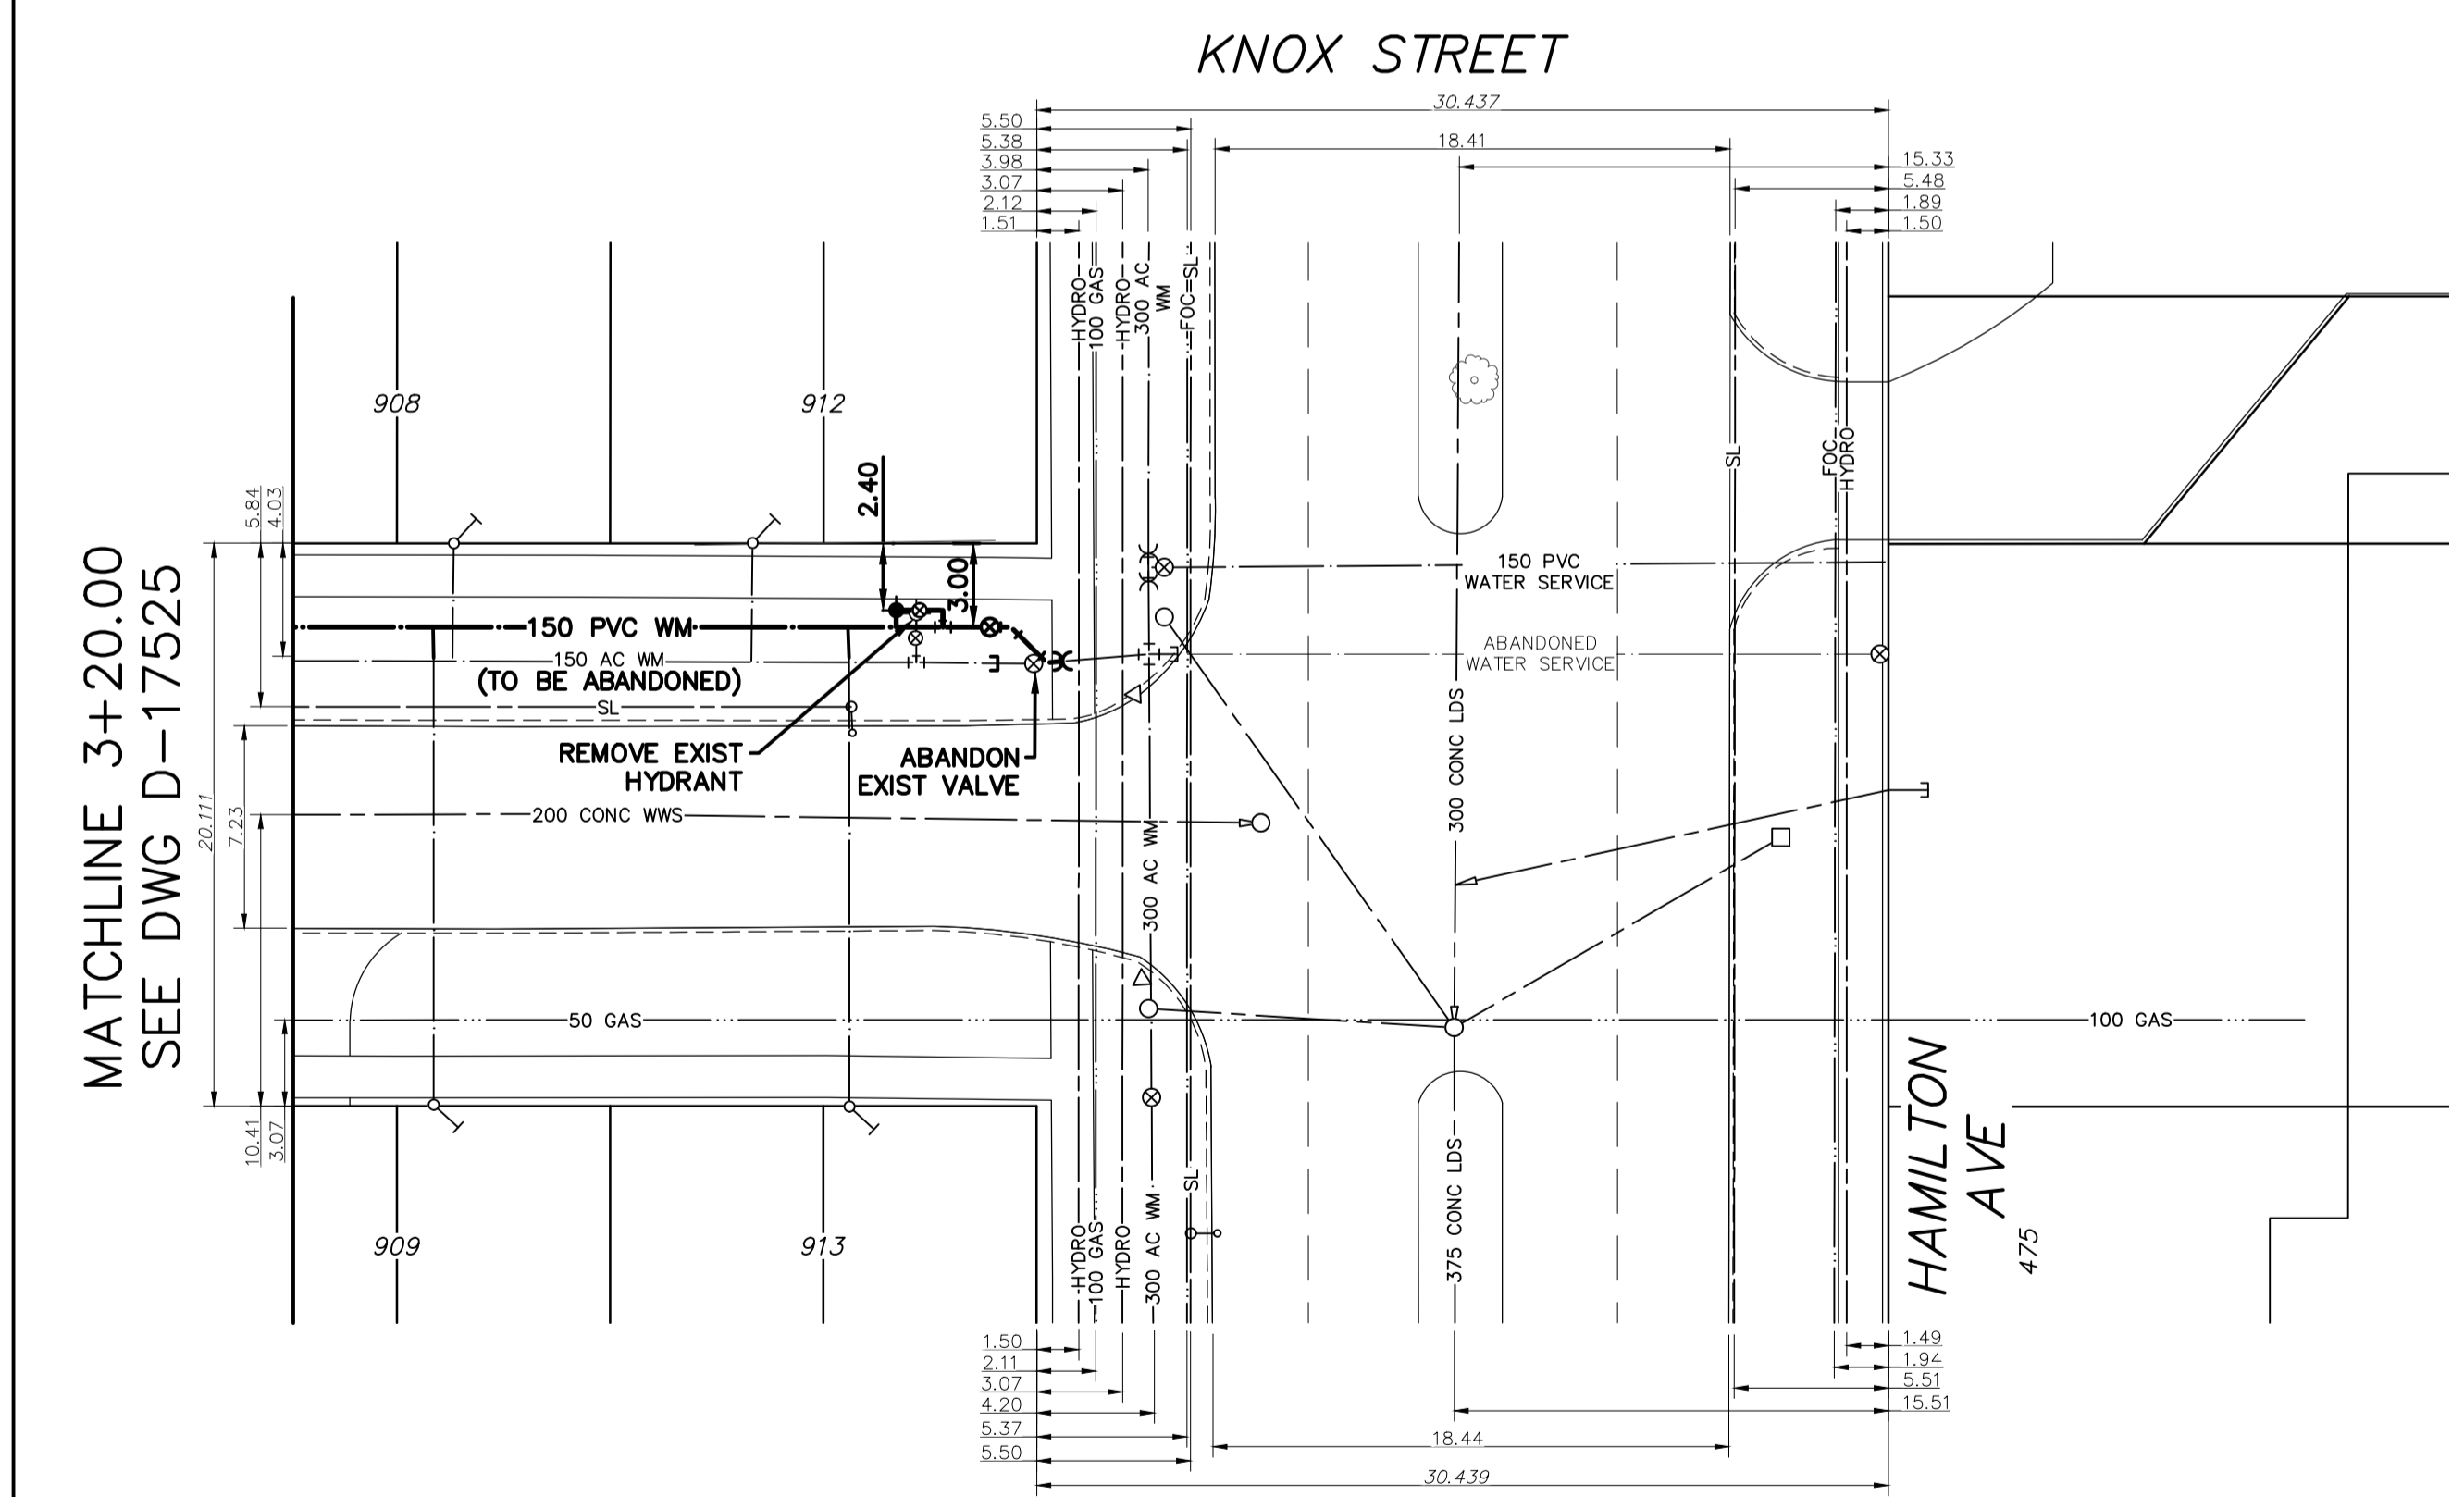 KNOX STREET
30.437
5.50
5.38
3.98
3.07
2.12
1.51
18.41
15.33
5.48
1.89
1.50
HYDRO
100 GAS
HYDRO
300 AC
WM
FOC
SL
SL
FOC
HYDRO
908
912
2.40
3.00
5.84
4.03
MATCHLINE 3+20.00
SEE DWG D-17525
20.111
7.23
10.41
3.07
150 PVC WM
150 AC WM
(TO BE ABANDONED)
SL
REMOVE EXIST
HYDRANT
ABANDON
EXIST VALVE
200 CONC WWS
50 GAS
150 PVC
WATER SERVICE
ABANDONED
WATER SERVICE
300 CONC LDS
300 AC WM
100 GAS
HAMILTON
AVE
475
909
913
HYDRO
100 GAS
HYDRO
300 AC WM
SL
375 CONC LDS
1.50
2.11
3.07
4.20
5.37
5.50
1.49
1.94
5.51
15.51
18.44
30.439